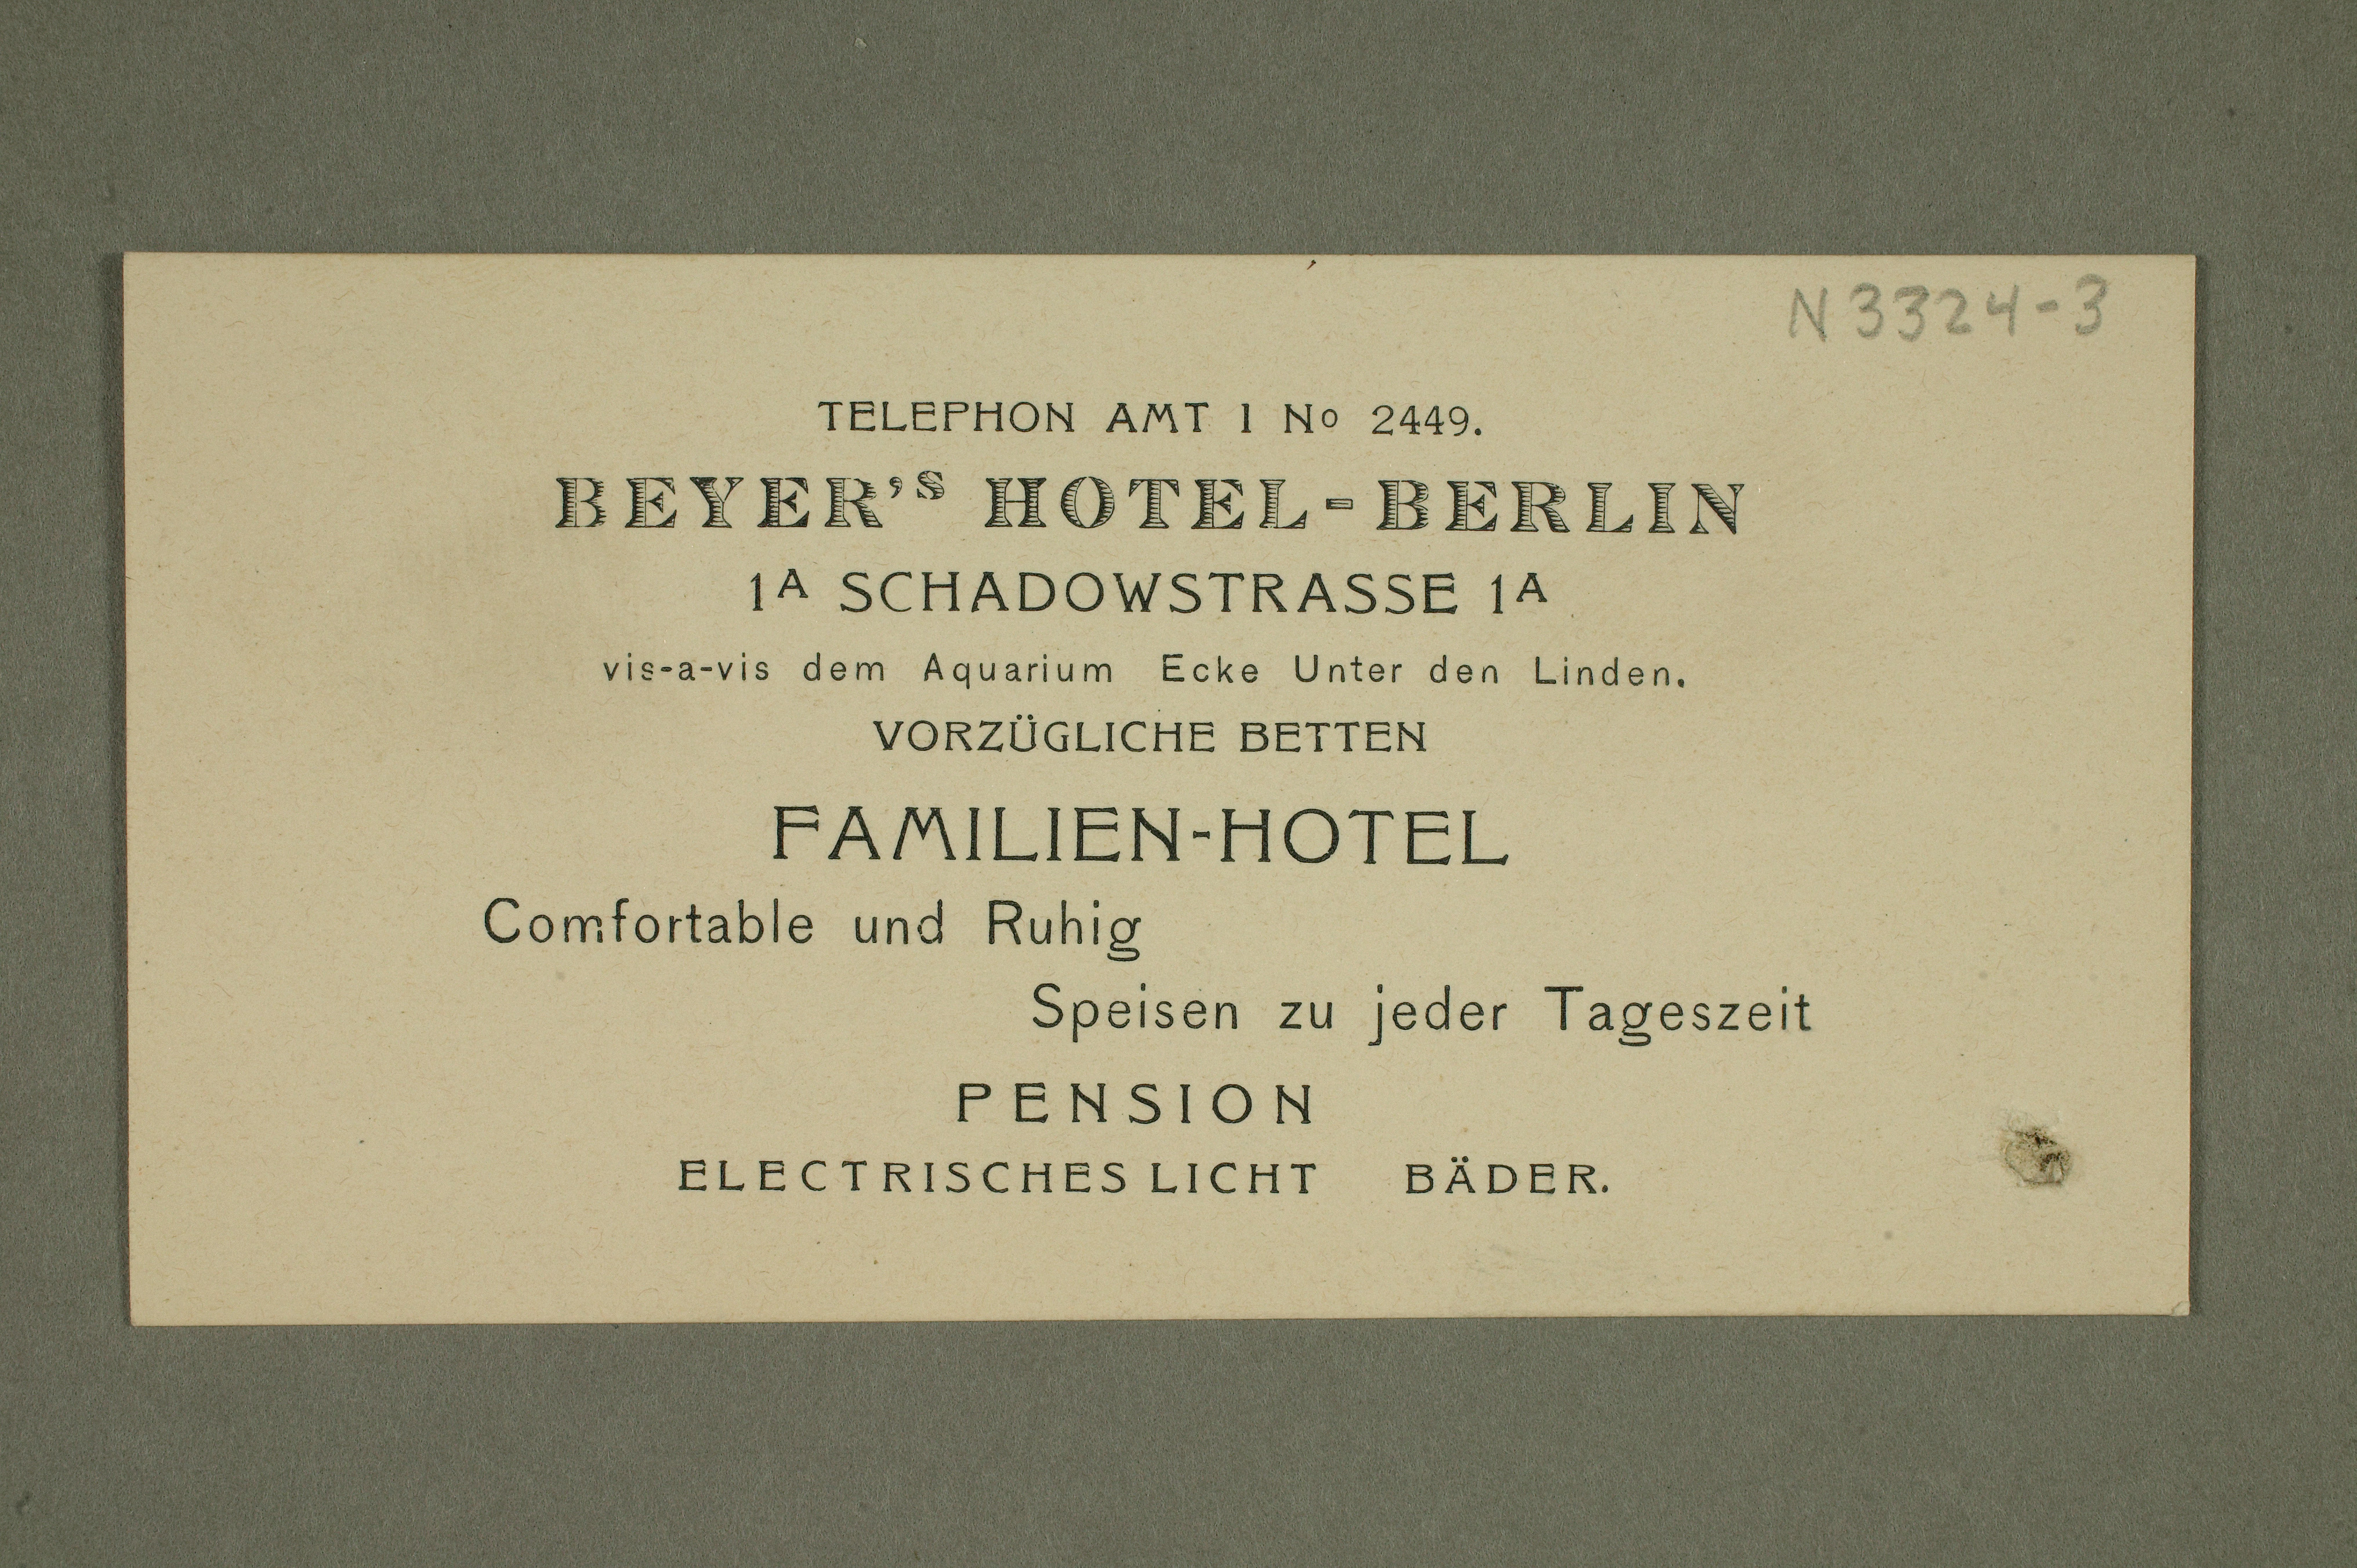 N3324-3
TELEPHON AMT I No 2449.
BEYER's HOTEL-BERLIN
1A SCHADOWSTRASSE 1A
vis-a-vis dem Aquarium Ecke Unter den Linden.
VORZÜGLICHE BETTEN
FAMILIEN-HOTEL
Comfortable und Ruhig
Speisen zu jeder Tageszeit
PENSION
ELECTRISCHES LICHT BÄDER.